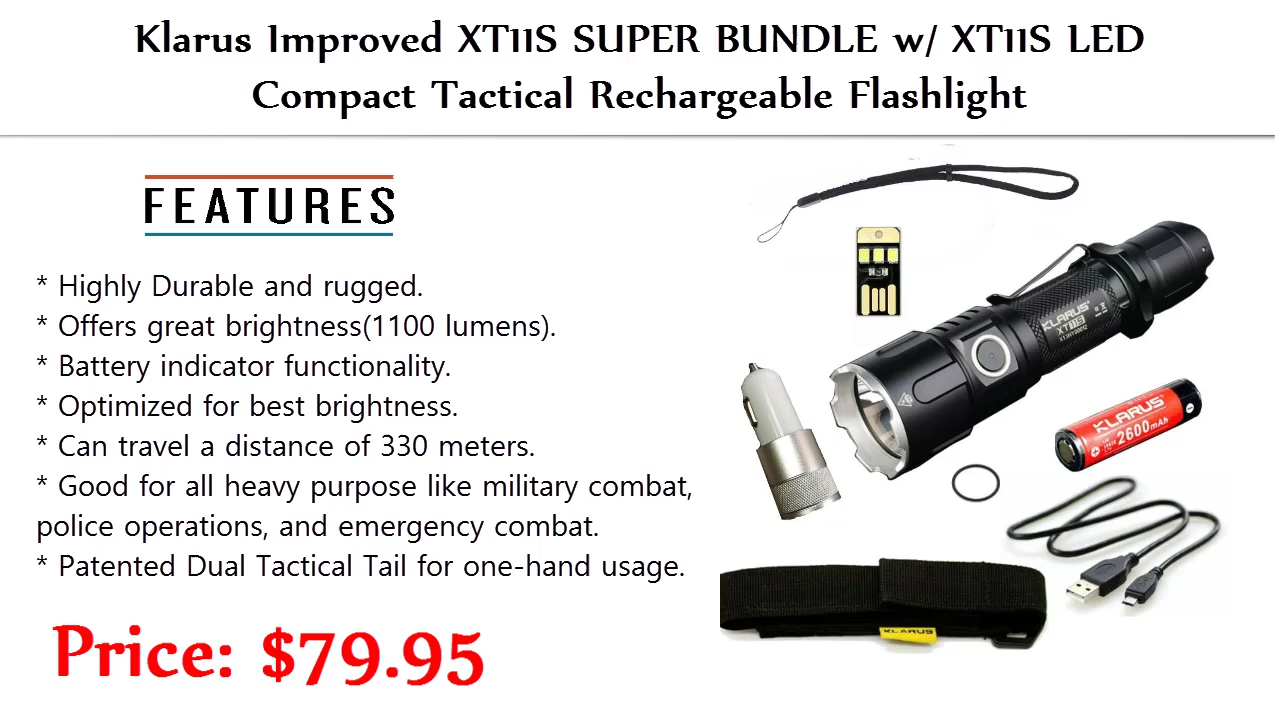 Klarus Improved XT11S SUPER BUNDLE w/ XT11S LED
Compact Tactical Rechargeable Flashlight
FEATURES
* Highly Durable and rugged.
* Offers great brightness(1100 lumens).
* Battery indicator functionality.
* Optimized for best brightness.
* Can travel a distance of 330 meters.
* Good for all heavy purpose like military combat,
police operations, and emergency combat.
* Patented Dual Tactical Tail for one-hand usage.
Price: $79.95
KLARUS
XT11S
KLARUS
2600mAh
KLARUS